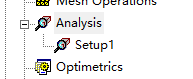 Mesh Operations
Analysis
Setup1
Optimetrics